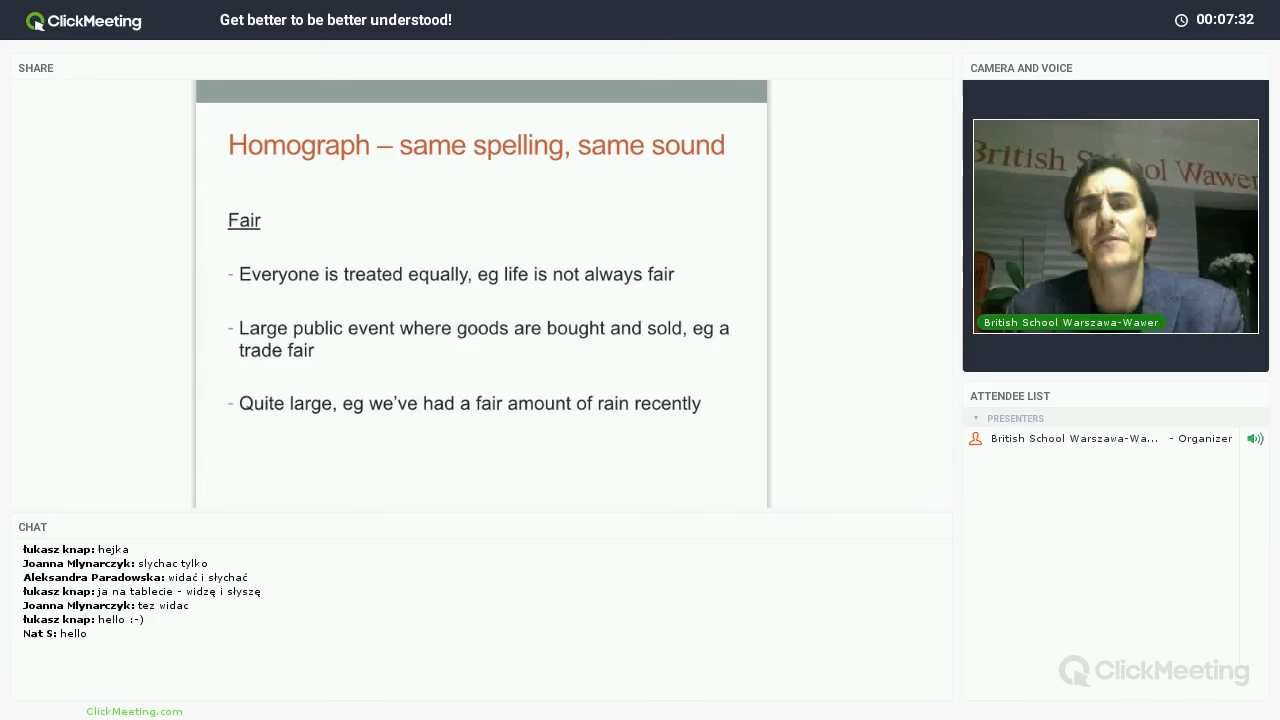 ClickMeeting
Get better to be better understood!
00:07:32
SHARE
Homograph – same spelling, same sound
Fair
- Everyone is treated equally, eg life is not always fair
- Large public event where goods are bought and sold, eg a
trade fair
- Quite large, eg we've had a fair amount of rain recently
CAMERA AND VOICE
British School Wawer
British School Warszawa-Wawer
ATTENDEE LIST
PRESENTERS
British School Warszawa-Wa... - Organizer
CHAT
łukasz knap: hejka
Joanna Mlynarczyk: slychac tylko
Aleksandra Paradowska: widać i słychać
łukasz knap: ja na tablecie - widzę i słyszę
Joanna Mlynarczyk: tez widac
łukasz knap: hello :-)
Nat S: hello
ClickMeeting
ClickMeeting.com